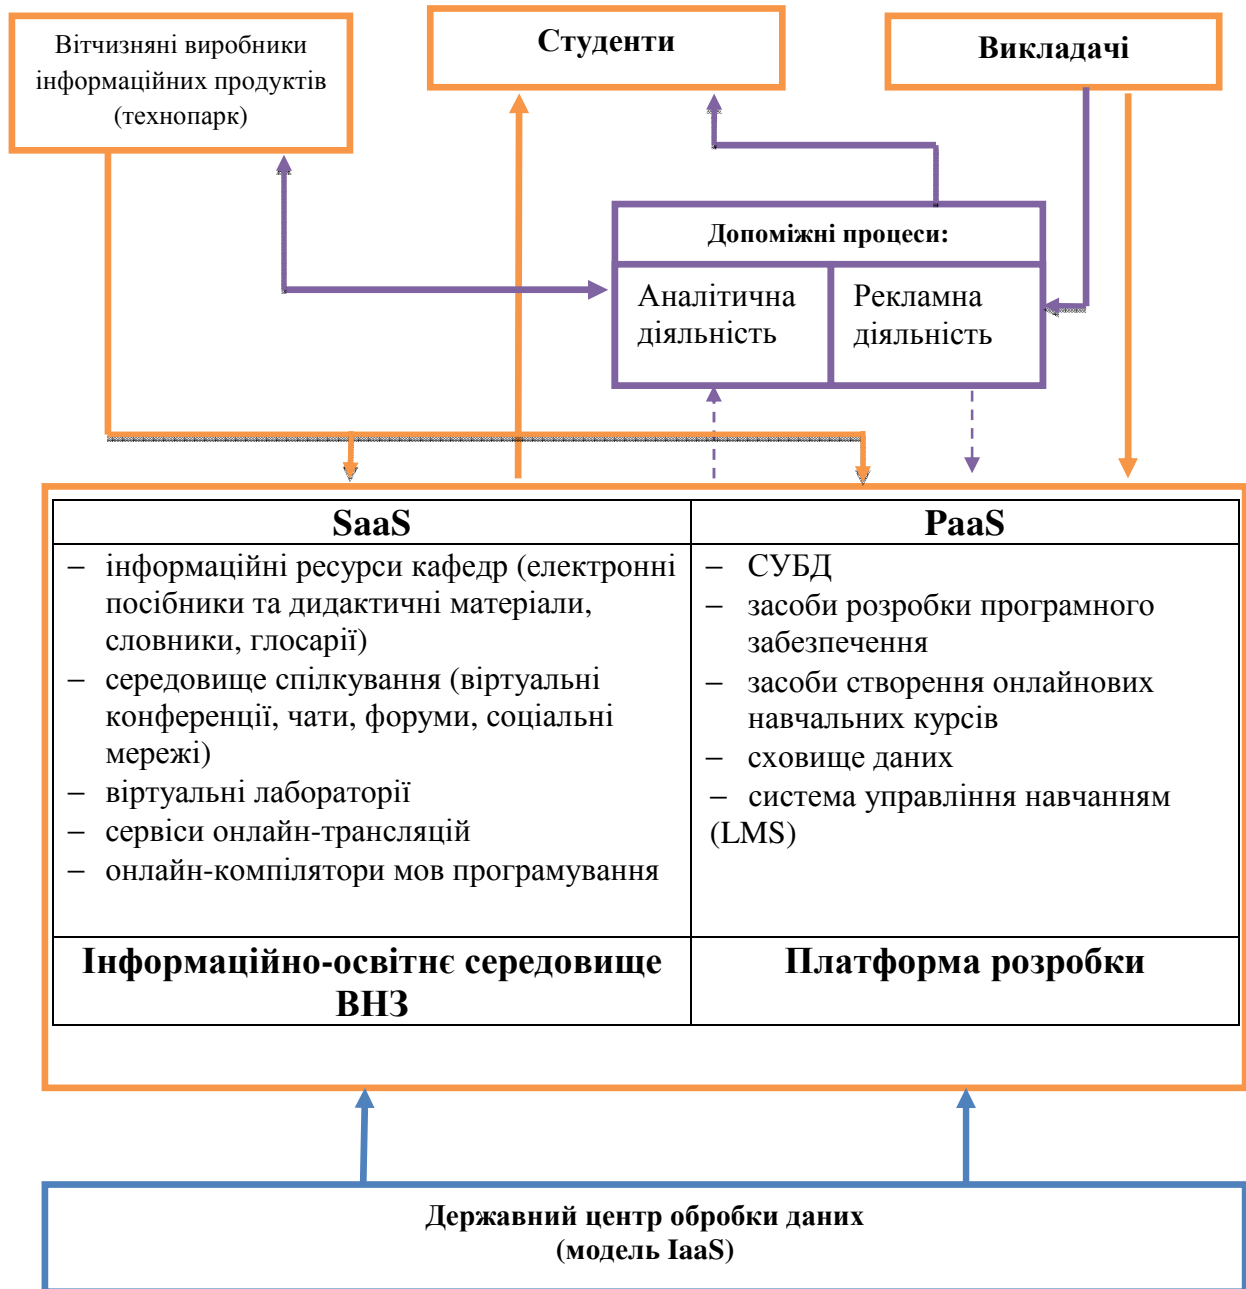 Вітчизняні виробники
інформаційних продуктів
(технопарк)
Студенти
Викладачі
Допоміжні процеси:
Аналітична
діяльність
Рекламна
діяльність
SaaS
– інформаційні ресурси кафедр (електронні
посібники та дидактичні матеріали,
словники, глосарії)
– середовище спілкування (віртуальні
конференції, чати, форуми, соціальні
мережі)
– віртуальні лабораторії
– сервіси онлайн-трансляцій
– онлайн-компілятори мов програмування
PaaS
– СУБД
– засоби розробки програмного
забезпечення
– засоби створення онлайнових
навчальних курсів
– сховище даних
– система управління навчанням
(LMS)
Інформаційно-освітнє середовище
ВНЗ
Платформа розробки
Державний центр обробки даних
(модель IaaS)